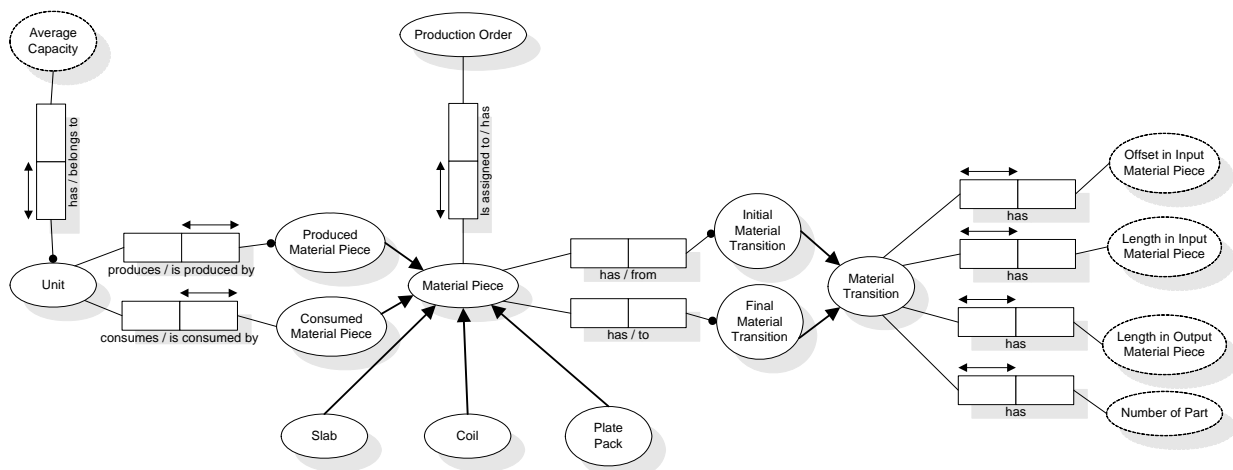 Average
Capacity
has / belongs to
Unit
produces / is produced by
consumes / is consumed by
Produced
Material Piece
Consumed
Material Piece
Production Order
Is assigned to / has
Material Piece
Slab
Coil
Plate
Pack
has / from
has / to
Initial
Material
Transition
Final
Material
Transition
Material
Transition
has
has
has
has
Offset in Input
Material Piece
Length in Input
Material Piece
Length in Output
Material Piece
Number of Part